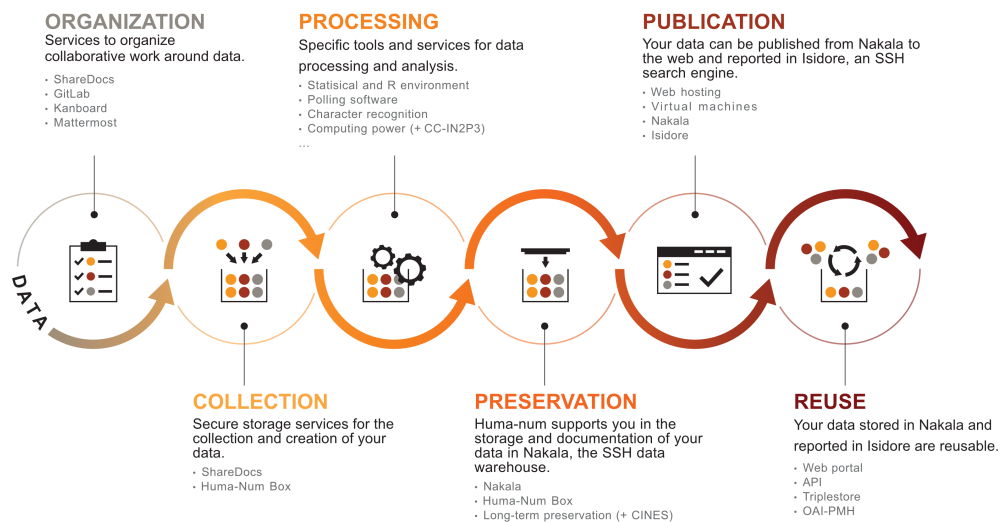 ORGANIZATION
Services to organize
collaborative work around data.
• ShareDocs
• GitLab
• Kanboard
• Mattermost
PROCESSING
Specific tools and services for data
processing and analysis.
• Statisical and R environment
• Polling software
• Character recognition
• Computing power (+ CC-IN2P3)
...
PUBLICATION
Your data can be published from Nakala to
the web and reported in Isidore, an SSH
search engine.
• Web hosting
• Virtual machines
• Nakala
• Isidore
DATA
COLLECTION
Secure storage services for the
collection and creation of your
data.
• ShareDocs
• Huma-Num Box
PRESERVATION
Huma-num supports you in the
storage and documentation of your
data in Nakala, the SSH data
warehouse.
• Nakala
• Huma-Num Box
• Long-term preservation (+ CINES)
REUSE
Your data stored in Nakala and
reported in Isidore are reusable.
• Web portal
• API
• Triplestore
• OAI-PMH